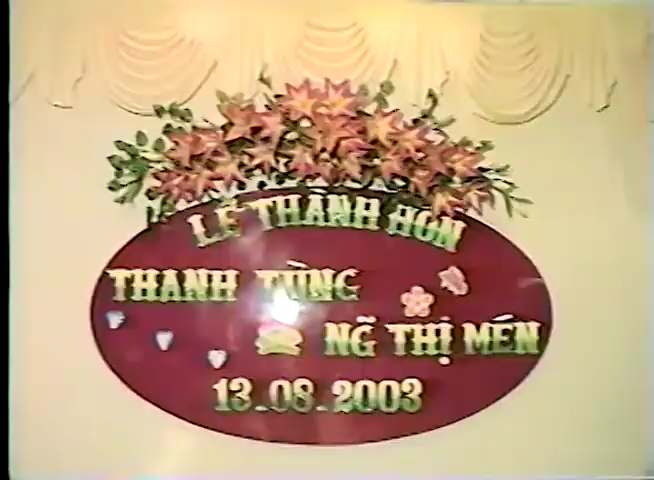 LỄ THÀNH HÔN
THANH TÙNG
NG̃ THỊ MÉN
13.08.2003